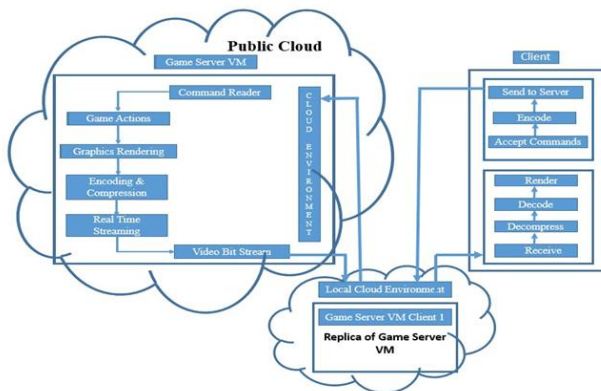 Public Cloud
Game Server VM
Command Reader
Game Actions
Graphics Rendering
Encoding &
Compression
Real Time
Streaming
Video Bit Stream
CLOUD ENVIRONMENT
Client
Send to Server
Encode
Accept Commands
Render
Decode
Decompress
Receive
Local Cloud Environment
Game Server VM Client 1
Replica of Game Server
VM